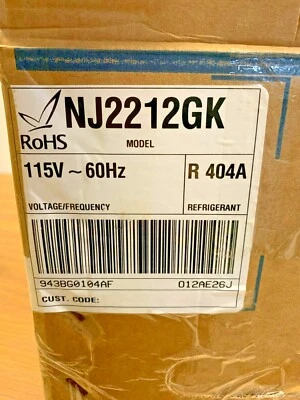 NJ2212GK
RoHS MODEL
115V ~ 60Hz R 404A
VOLTAGE/FREQUENCY REFRIGERANT
943BG0104AF 012AE26J
CUST. CODE: